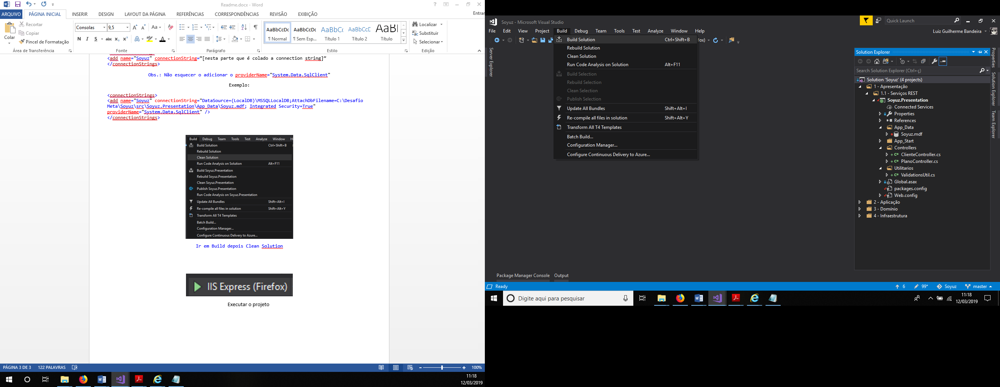 Readme.docx - Word
ARQUIVO PÁGINA INICIAL INSERIR DESIGN LAYOUT DA PÁGINA REFERÊNCIAS CORRESPONDÊNCIAS REVISÃO EXIBIÇÃO Entrar
Colar
Recortar
Copiar
Pincel de Formatação
Área de Transferência
Consolas 9,5
N I S abc x₂ x²
Fonte
Parágrafo
AaBbCcDc AaBbCcDc AaBbCc AaBbCcD AaBI
¶ Normal ¶ Sem Esp... Título 1 Título 2 Título
Estilo
Localizar
Substituir
Selecionar
Edição
<add name="Soyuz" connectionString=”[nesta parte que é colado a connection string]”
</connectionStrings>
Obs.: Não esquecer o adicionar o providerName="System.Data.SqlClient"
Exemplo:
<connectionStrings>
<add name="Soyuz" connectionString="DataSource=(LocalDB)\MSSQLLocalDB;AttachDbFilename=C:\Desafio
Meta\Soyuz\src\Soyuz.Presentation\App_Data\Soyuz.mdf; Integrated Security=True"
providerName="System.Data.SqlClient" />
</connectionStrings>
Build Debug Team Tools Test Analyze Window H
Build Solution Ctrl+Shift+B
Rebuild Solution
Clean Solution
Run Code Analysis on Solution Alt+F11
Build Soyuz.Presentation
Rebuild Soyuz.Presentation
Clean Soyuz.Presentation
Publish Soyuz.Presentation
Run Code Analysis on Soyuz.Presentation
Update All Bundles Shift+Alt+I
Re-compile all files in solution Shift+Alt+Y
Transform All T4 Templates
Batch Build...
Configuration Manager...
Configure Continuous Delivery to Azure...
Ir em Build depois Clean Solution
IIS Express (Firefox)
Executar o projeto
PÁGINA 3 DE 3 122 PALAVRAS 100%
11:18
12/03/2019
Soyuz - Microsoft Visual Studio
Quick Launch
File Edit View Project Build Debug Team Tools Test Analyze Window Help
Luiz Guilherme Bandeira
fox)
Server Explorer
Build Solution Ctrl+Shift+B
Rebuild Solution
Clean Solution
Run Code Analysis on Solution Alt+F11
Build Selection
Rebuild Selection
Clean Selection
Publish Selection
Update All Bundles Shift+Alt+I
Re-compile all files in solution Shift+Alt+Y
Transform All T4 Templates
Batch Build...
Configuration Manager...
Configure Continuous Delivery to Azure...
Solution Explorer
Search Solution Explorer (Ctrl+ç)
Solution 'Soyuz' (4 projects)
1 - Apresentação
1.1 - Serviços REST
Soyuz.Presentation
Connected Services
Properties
References
App_Data
Soyuz.mdf
App_Start
Controllers
ClienteController.cs
PlanoController.cs
Utilitarios
ValidationsUtil.cs
Global.asax
packages.config
Web.config
2 - Aplicação
3 - Domínio
4 - Infraestrutura
Properties
Solution Explorer
Team Explorer
Package Manager Console Output
Ready
6 99* Soyuz master
Digite aqui para pesquisar
11:18
12/03/2019